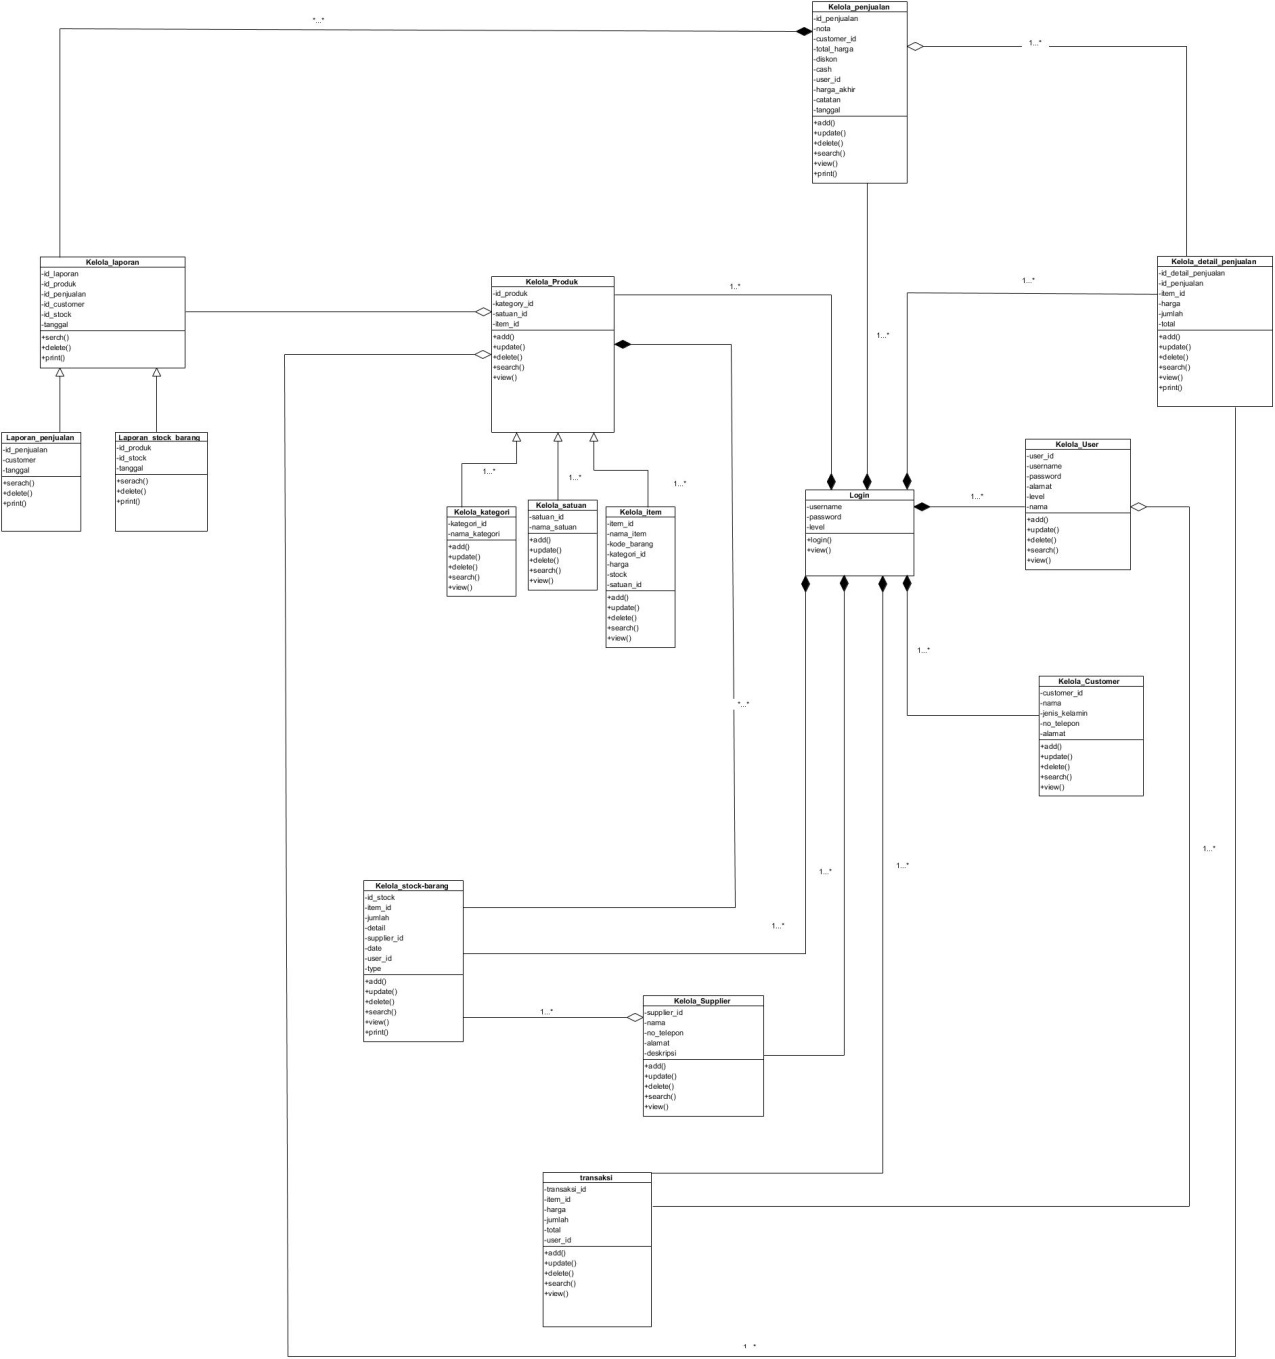 Kelola_penjualan
-id_penjualan
-nota
-customer_id
-total_harga
-diskon
-cash
-user_id
-harga_akhir
-catatan
-tanggal
+add()
+update()
+delete()
+search()
+view()
+print()
*...*
1...*
Kelola_laporan
-id_laporan
-id_produk
-id_penjualan
-id_customer
-id_stock
-tanggal
+serch()
+delete()
+print()
Kelola_Produk
-id_produk
-kategory_id
-satuan_id
-item_id
+add()
+update()
+delete()
+search()
+view()
1..*
1...*
1...*
Kelola_detail_penjualan
-id_detail_penjualan
-id_penjualan
-item_id
-harga
-jumlah
-total
+add()
+update()
+delete()
+search()
+view()
+print()
Laporan_penjualan
-id_penjualan
-customer
-tanggal
+serach()
+delete()
+print()
Laporan_stock_barang
-id_produk
-id_stock
-tanggal
+serach()
+delete()
+print()
1...*
1...*
1...*
Kelola_kategori
-kategori_id
-nama_kategori
+add()
+update()
+delete()
+search()
+view()
Kelola_satuan
-satuan_id
-nama_satuan
+add()
+update()
+delete()
+search()
+view()
Kelola_item
-item_id
-nama_item
-kode_barang
-kategori_id
-harga
-stock
-satuan_id
+add()
+update()
+delete()
+search()
+view()
Login
-username
-password
-level
+login()
+view()
1...*
Kelola_User
-user_id
-username
-password
-alamat
-level
-nama
+add()
+update()
+delete()
+search()
+view()
1...*
Kelola_Customer
-customer_id
-nama
-jenis_kelamin
-no_telepon
-alamat
+add()
+update()
+delete()
+search()
+view()
*...*
1...*
1...*
1...*
1...*
Kelola_stock-barang
-id_stock
-item_id
-jumlah
-detail
-supplier_id
-date
-user_id
-type
+add()
+update()
+delete()
+search()
+view()
+print()
1...*
Kelola_Supplier
-supplier_id
-nama
-no_telepon
-alamat
-deskripsi
+add()
+update()
+delete()
+search()
+view()
transaksi
-transaksi_id
-item_id
-harga
-jumlah
-total
-user_id
+add()
+update()
+delete()
+search()
+view()
1...*